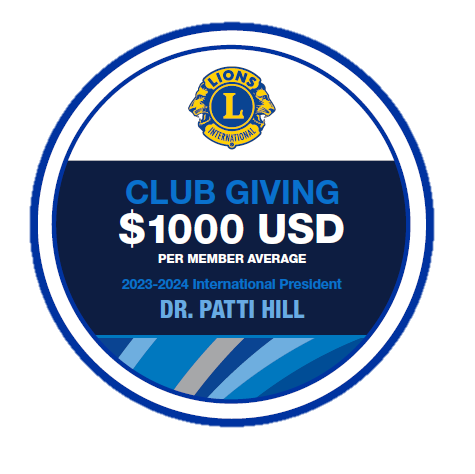 LIONS
L
INTERNATIONAL
CLUB GIVING
$1000 USD
PER MEMBER AVERAGE
2023-2024 International President
DR. PATTI HILL